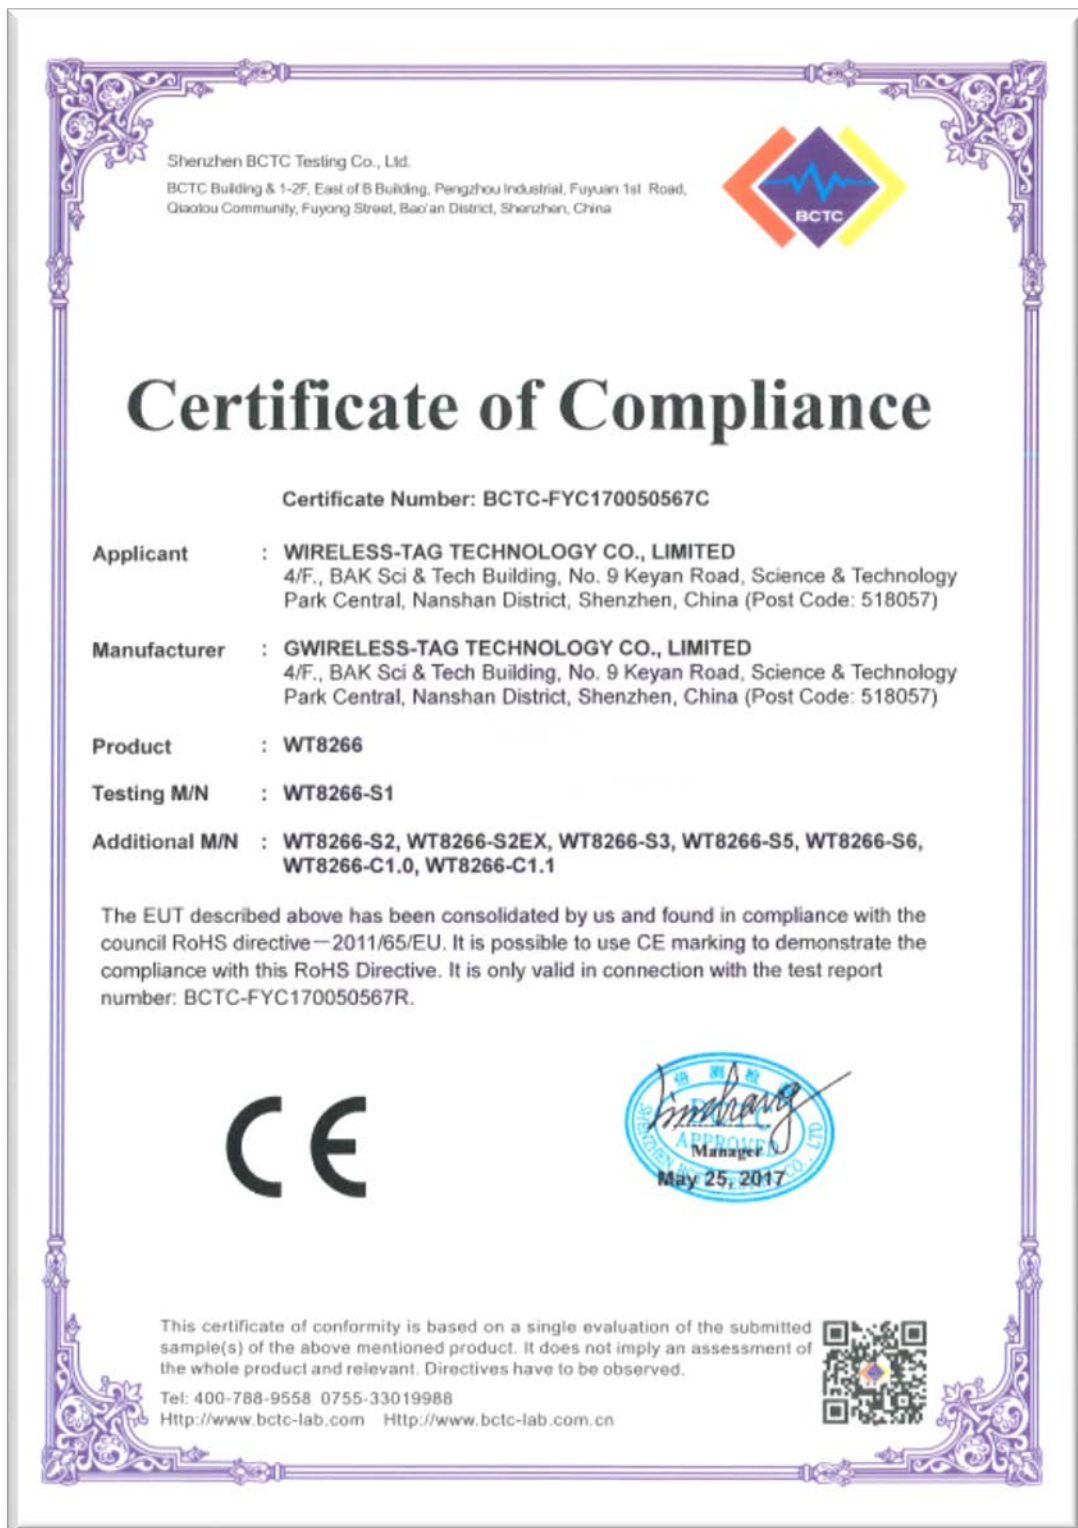 Shenzhen BCTC Testing Co., Ltd.
BCTC Building & 1-2F, East of B Building, Pengzhou Industrial, Fuyuan 1st Road,
Qiaotou Community, Fuyong Street, Bao'an District, Shenzhen, China
BCTC
Certificate of Compliance
Certificate Number: BCTC-FYC170050567C
Applicant : WIRELESS-TAG TECHNOLOGY CO., LIMITED
4/F., BAK Sci & Tech Building, No. 9 Keyan Road, Science & Technology
Park Central, Nanshan District, Shenzhen, China (Post Code: 518057)
Manufacturer : GWIRELESS-TAG TECHNOLOGY CO., LIMITED
4/F., BAK Sci & Tech Building, No. 9 Keyan Road, Science & Technology
Park Central, Nanshan District, Shenzhen, China (Post Code: 518057)
Product : WT8266
Testing M/N : WT8266-S1
Additional M/N : WT8266-S2, WT8266-S2EX, WT8266-S3, WT8266-S5, WT8266-S6,
WT8266-C1.0, WT8266-C1.1
The EUT described above has been consolidated by us and found in compliance with the
council RoHS directive—2011/65/EU. It is possible to use CE marking to demonstrate the
compliance with this RoHS Directive. It is only valid in connection with the test report
number: BCTC-FYC170050567R.
CE
测 检
BCTC
APPROVED
SHENZHEN CO., LTD
Manager
May 25, 2017
This certificate of conformity is based on a single evaluation of the submitted
sample(s) of the above mentioned product. It does not imply an assessment of
the whole product and relevant. Directives have to be observed.
Tel: 400-788-9558 0755-33019988
Http://www.bctc-lab.com Http://www.bctc-lab.com.cn